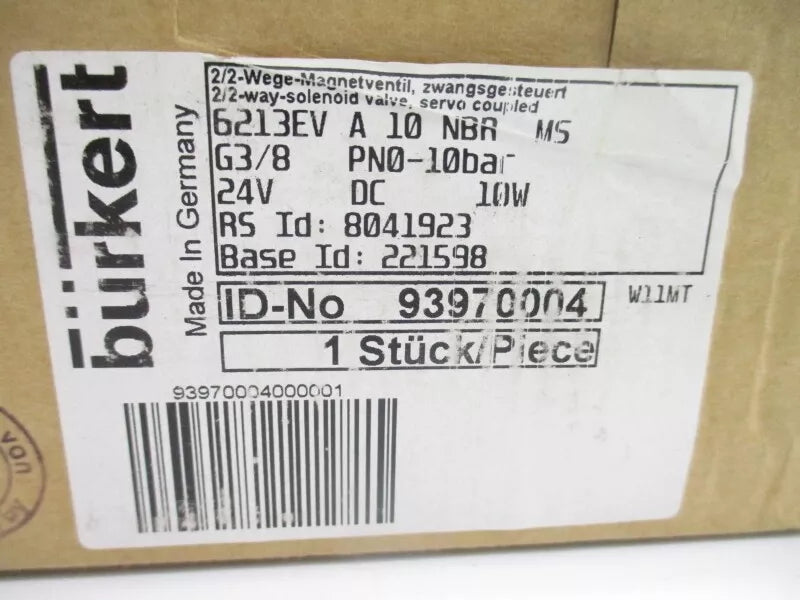 bürkert
Made In Germany
2/2-Wege-Magnetventil, zwangsgesteuert
2/2-way-solenoid valve, servo coupled
6213EV A 10 NBR MS
G3/8 PN0-10bar
24V DC 10W
RS Id: 8041923
Base Id: 221598
ID-No 93970004
W11MT
1 Stück/Piece
93970004000001